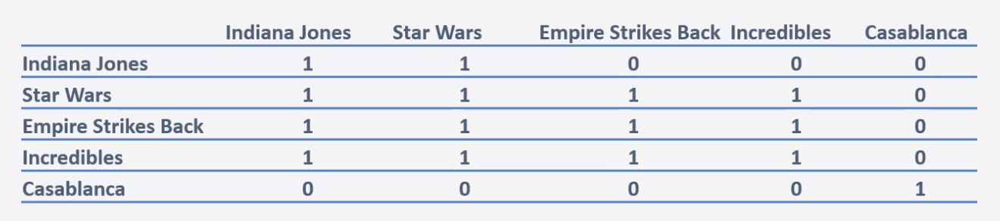 Indiana Jones Star Wars Empire Strikes Back Incredibles Casablanca
Indiana Jones 1 1 0 0 0
Star Wars 1 1 1 1 0
Empire Strikes Back 1 1 1 1 0
Incredibles 1 1 1 1 0
Casablanca 0 0 0 0 1